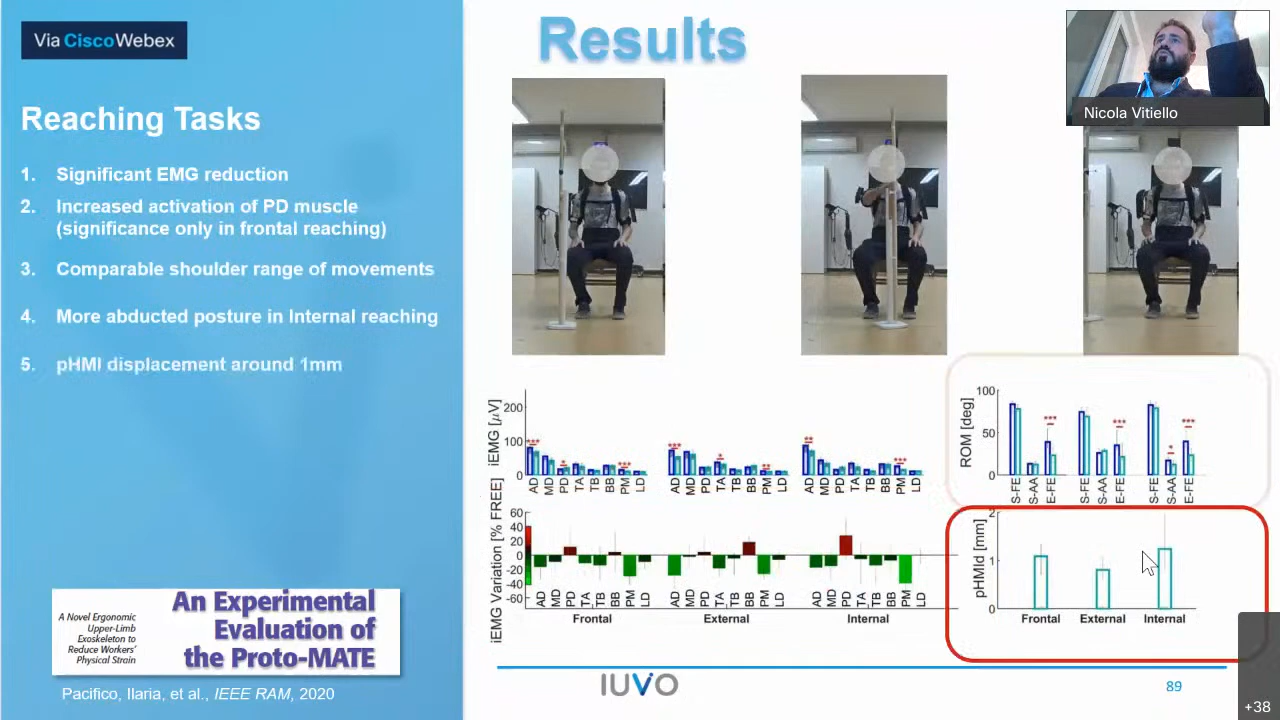 Via Cisco Webex
Results
Nicola Vitiello
Reaching Tasks
1. Significant EMG reduction
2. Increased activation of PD muscle
(significance only in frontal reaching)
3. Comparable shoulder range of movements
4. More abducted posture in Internal reaching
5. pHMI displacement around 1mm
iEMG [µV]
200
100
0
*** * ***
*** * **
** ***
AD MD PD TA TB BB PM LD
AD MD PD TA TB BB PM LD
AD MD PD TA TB BB PM LD
iEMG Variation [% FREE]
60
40
20
0
-20
-40
-60
AD MD PD TA TB BB PM LD
AD MD PD TA TB BB PM LD
AD MD PD TA TB BB PM LD
Frontal External Internal
ROM [deg]
100
50
0
*** *** * ***
S-FE S-AA E-FE S-FE S-AA E-FE S-FE S-AA E-FE
pHMId [mm]
2
1
0
Frontal External Internal
A Novel Ergonomic
Upper-Limb
Exoskeleton to
Reduce Workers'
Physical Strain
An Experimental
Evaluation of
the Proto-MATE
Pacifico, Ilaria, et al., IEEE RAM, 2020
IUVO
89
+38